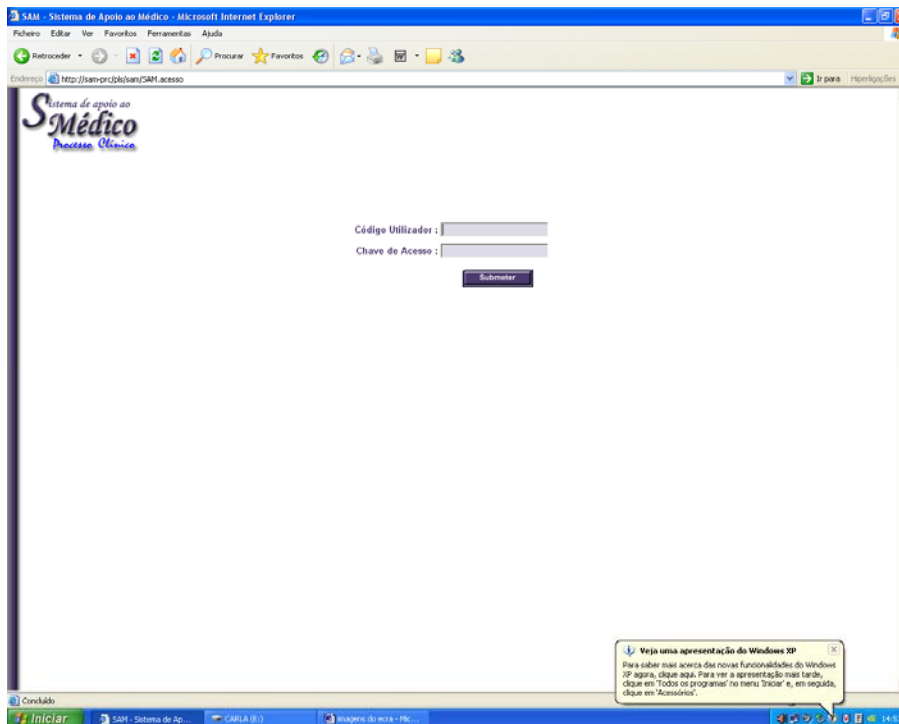 SAM - Sistema de Apoio ao Médico - Microsoft Internet Explorer
Ficheiro Editar Ver Favoritos Ferramentas Ajuda
Retroceder Procurar Favoritos
Endereço http://sam-prc/pls/sam/SAM.acesso Ir para Hiperligações
Sistema de apoio ao
Médico
Processo Clínico
Código Utilizador :
Chave de Acesso :
Submeter
Veja uma apresentação do Windows XP
Para saber mais acerca das novas funcionalidades do Windows
XP agora, clique aqui. Para ver a apresentação mais tarde,
clique em 'Todos os programas' no menu 'Iniciar' e, em seguida,
clique em 'Acessórios'.
Concluído
Iniciar SAM - Sistema de Ap... CARLA (E:) imagens do ecra - Mic...